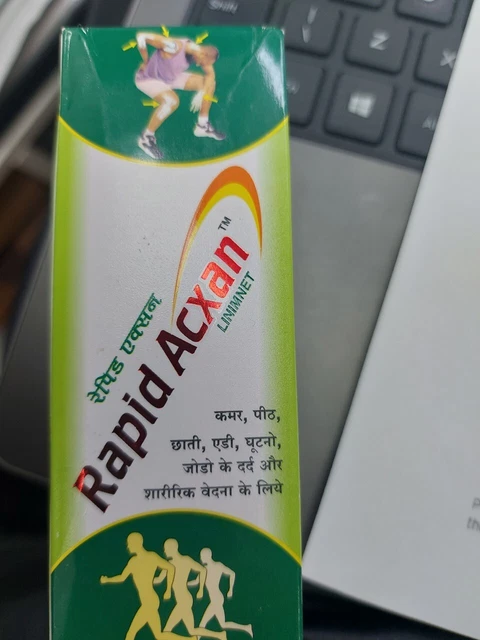 रेपिड एक्सन
Rapid Acxan™
LINIMNET
कमर, पीठ,
छाती, एडी, घूटनो,
जोडो के दर्द और
शारीरिक वेदना के लिये
Z
X